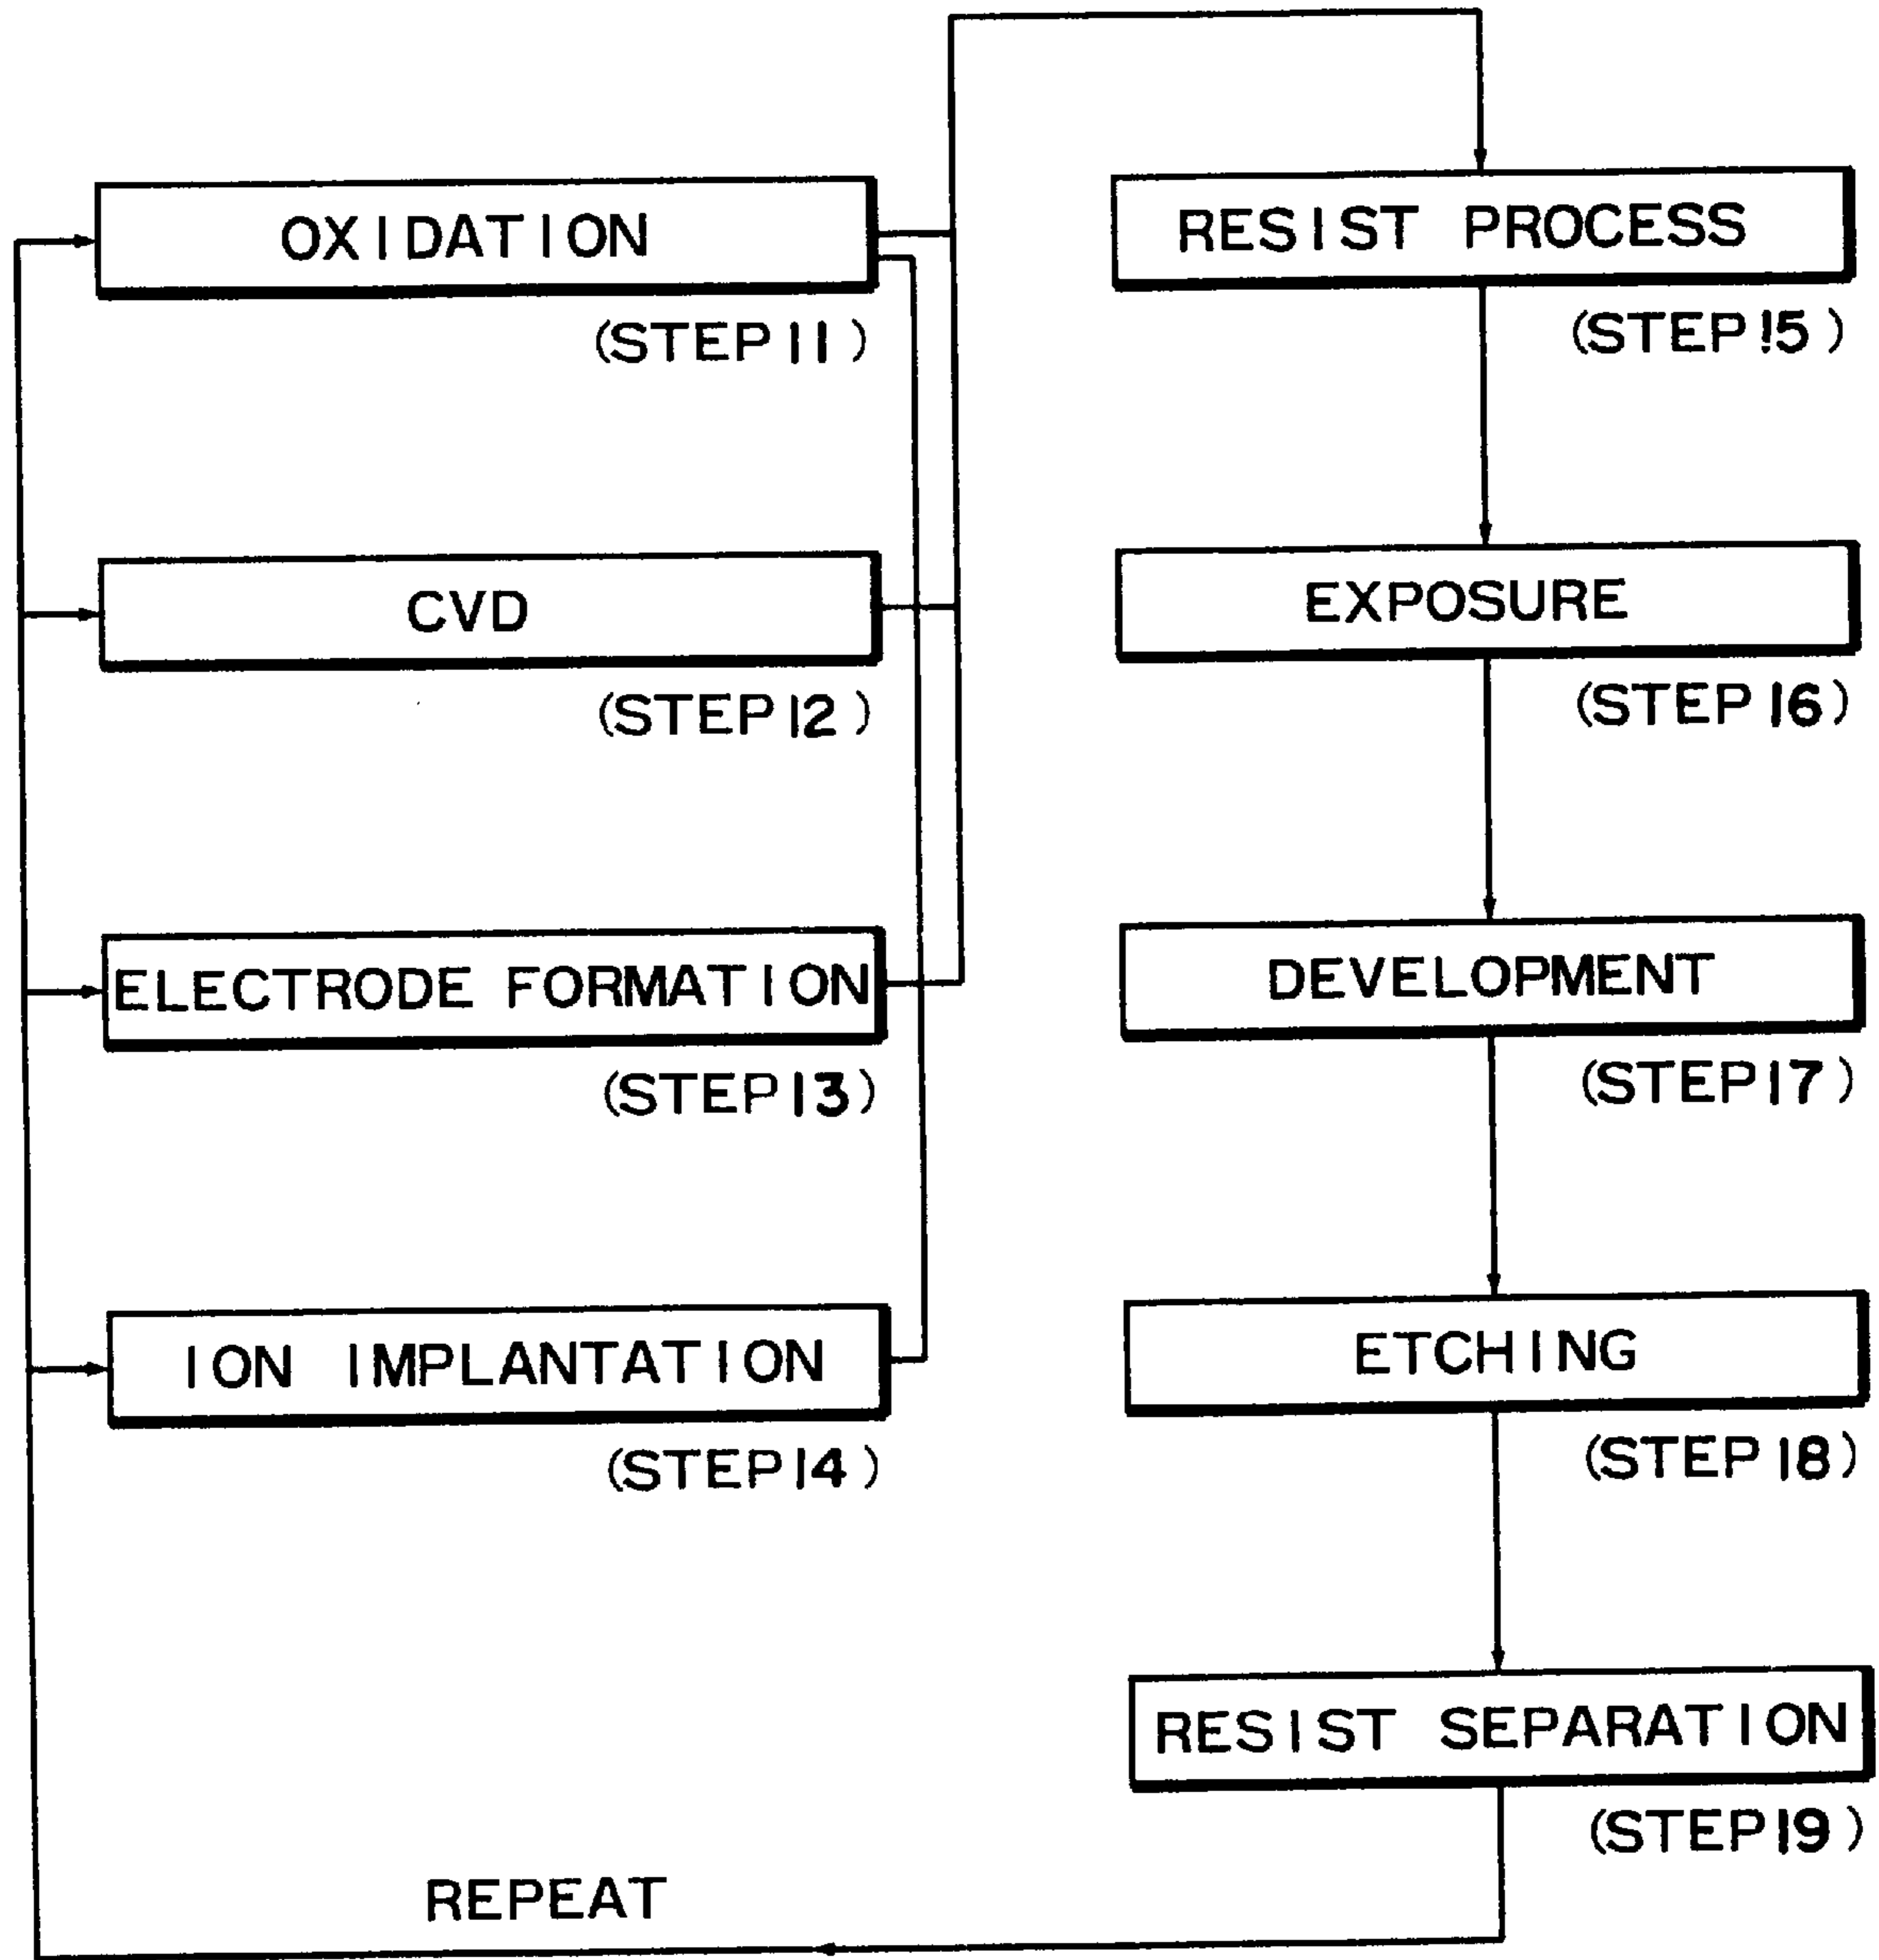 OXIDATION
(STEP 11)
CVD
(STEP 12)
ELECTRODE FORMATION
(STEP 13)
ION IMPLANTATION
(STEP 14)
RESIST PROCESS
(STEP 15)
EXPOSURE
(STEP 16)
DEVELOPMENT
(STEP 17)
ETCHING
(STEP 18)
RESIST SEPARATION
(STEP 19)
REPEAT